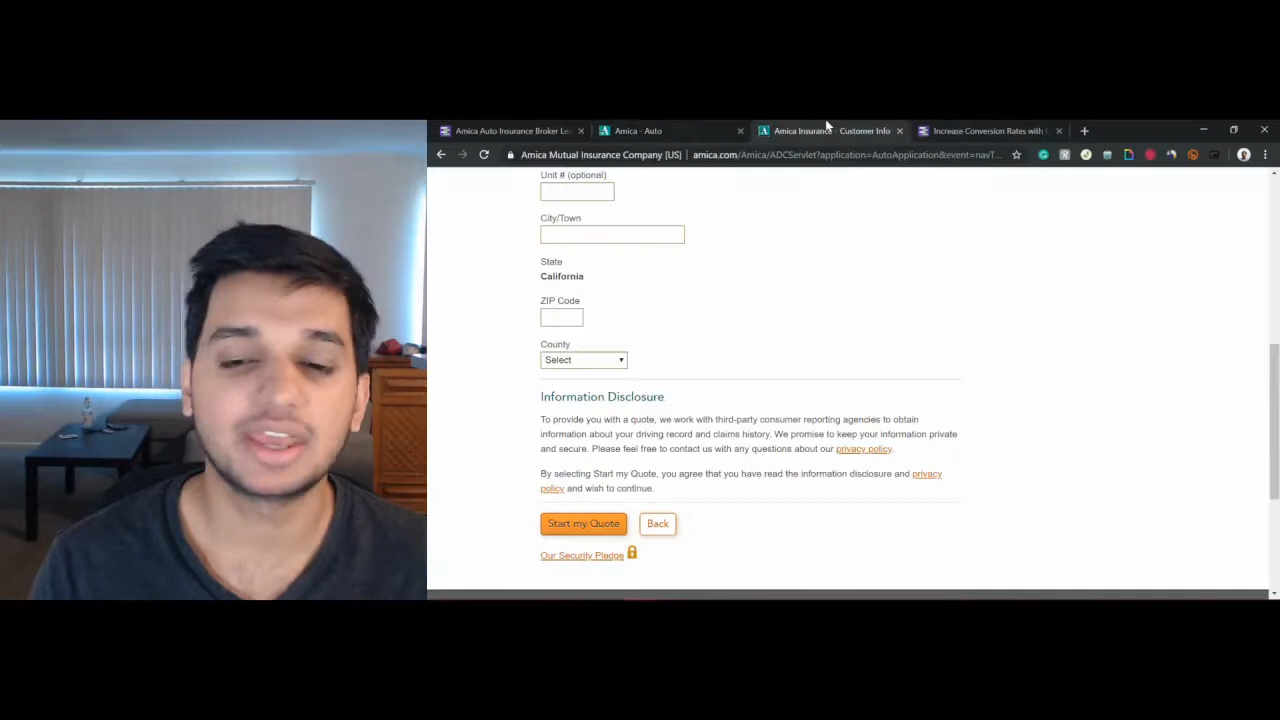 Amica Auto Insurance Broker Le
Amica - Auto
Amica Insurance - Customer Info
Increase Conversion Rates with
Amica Mutual Insurance Company [US]
amica.com/Amica/ADCServlet?application=AutoApplication&event=navT...
Unit # (optional)
City/Town
State
California
ZIP Code
County
Select
Information Disclosure
To provide you with a quote, we work with third-party consumer reporting agencies to obtain
information about your driving record and claims history. We promise to keep your information private
and secure. Please feel free to contact us with any questions about our privacy policy.
By selecting Start my Quote, you agree that you have read the information disclosure and privacy
policy and wish to continue.
Start my Quote
Back
Our Security Pledge